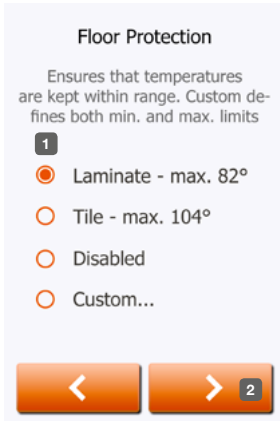 Floor Protection
Ensures that temperatures
are kept within range. Custom de-
fines both min. and max. limits
1
Laminate - max. 82°
Tile - max. 104°
Disabled
Custom...
2